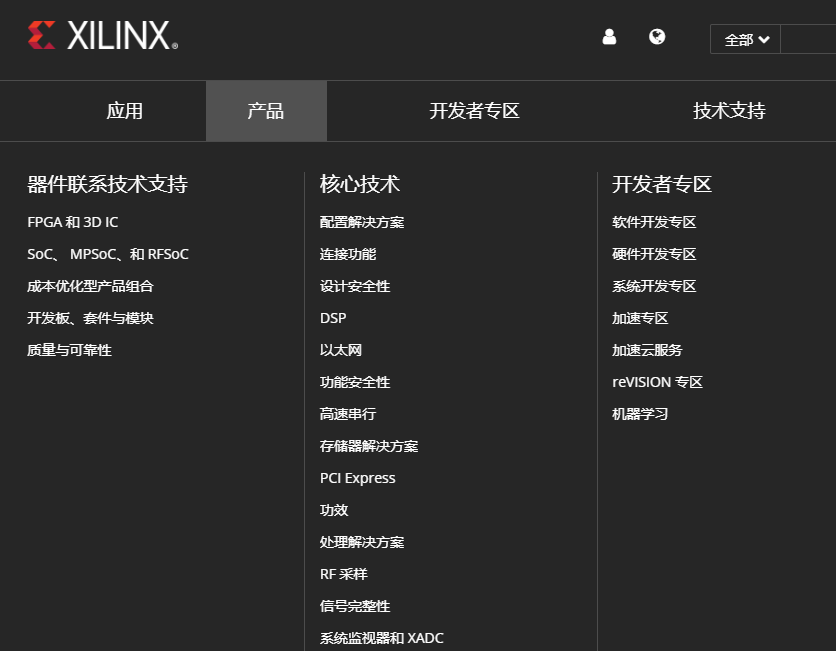 XILINX®
全部
应用
产品
开发者专区
技术支持
器件联系技术支持
FPGA 和 3D IC
SoC、 MPSoC、和 RFSoC
成本优化型产品组合
开发板、套件与模块
质量与可靠性
核心技术
配置解决方案
连接功能
设计安全性
DSP
以太网
功能安全性
高速串行
存储器解决方案
PCI Express
功效
处理解决方案
RF 采样
信号完整性
系统监视器和 XADC
开发者专区
软件开发专区
硬件开发专区
系统开发专区
加速专区
加速云服务
reVISION 专区
机器学习